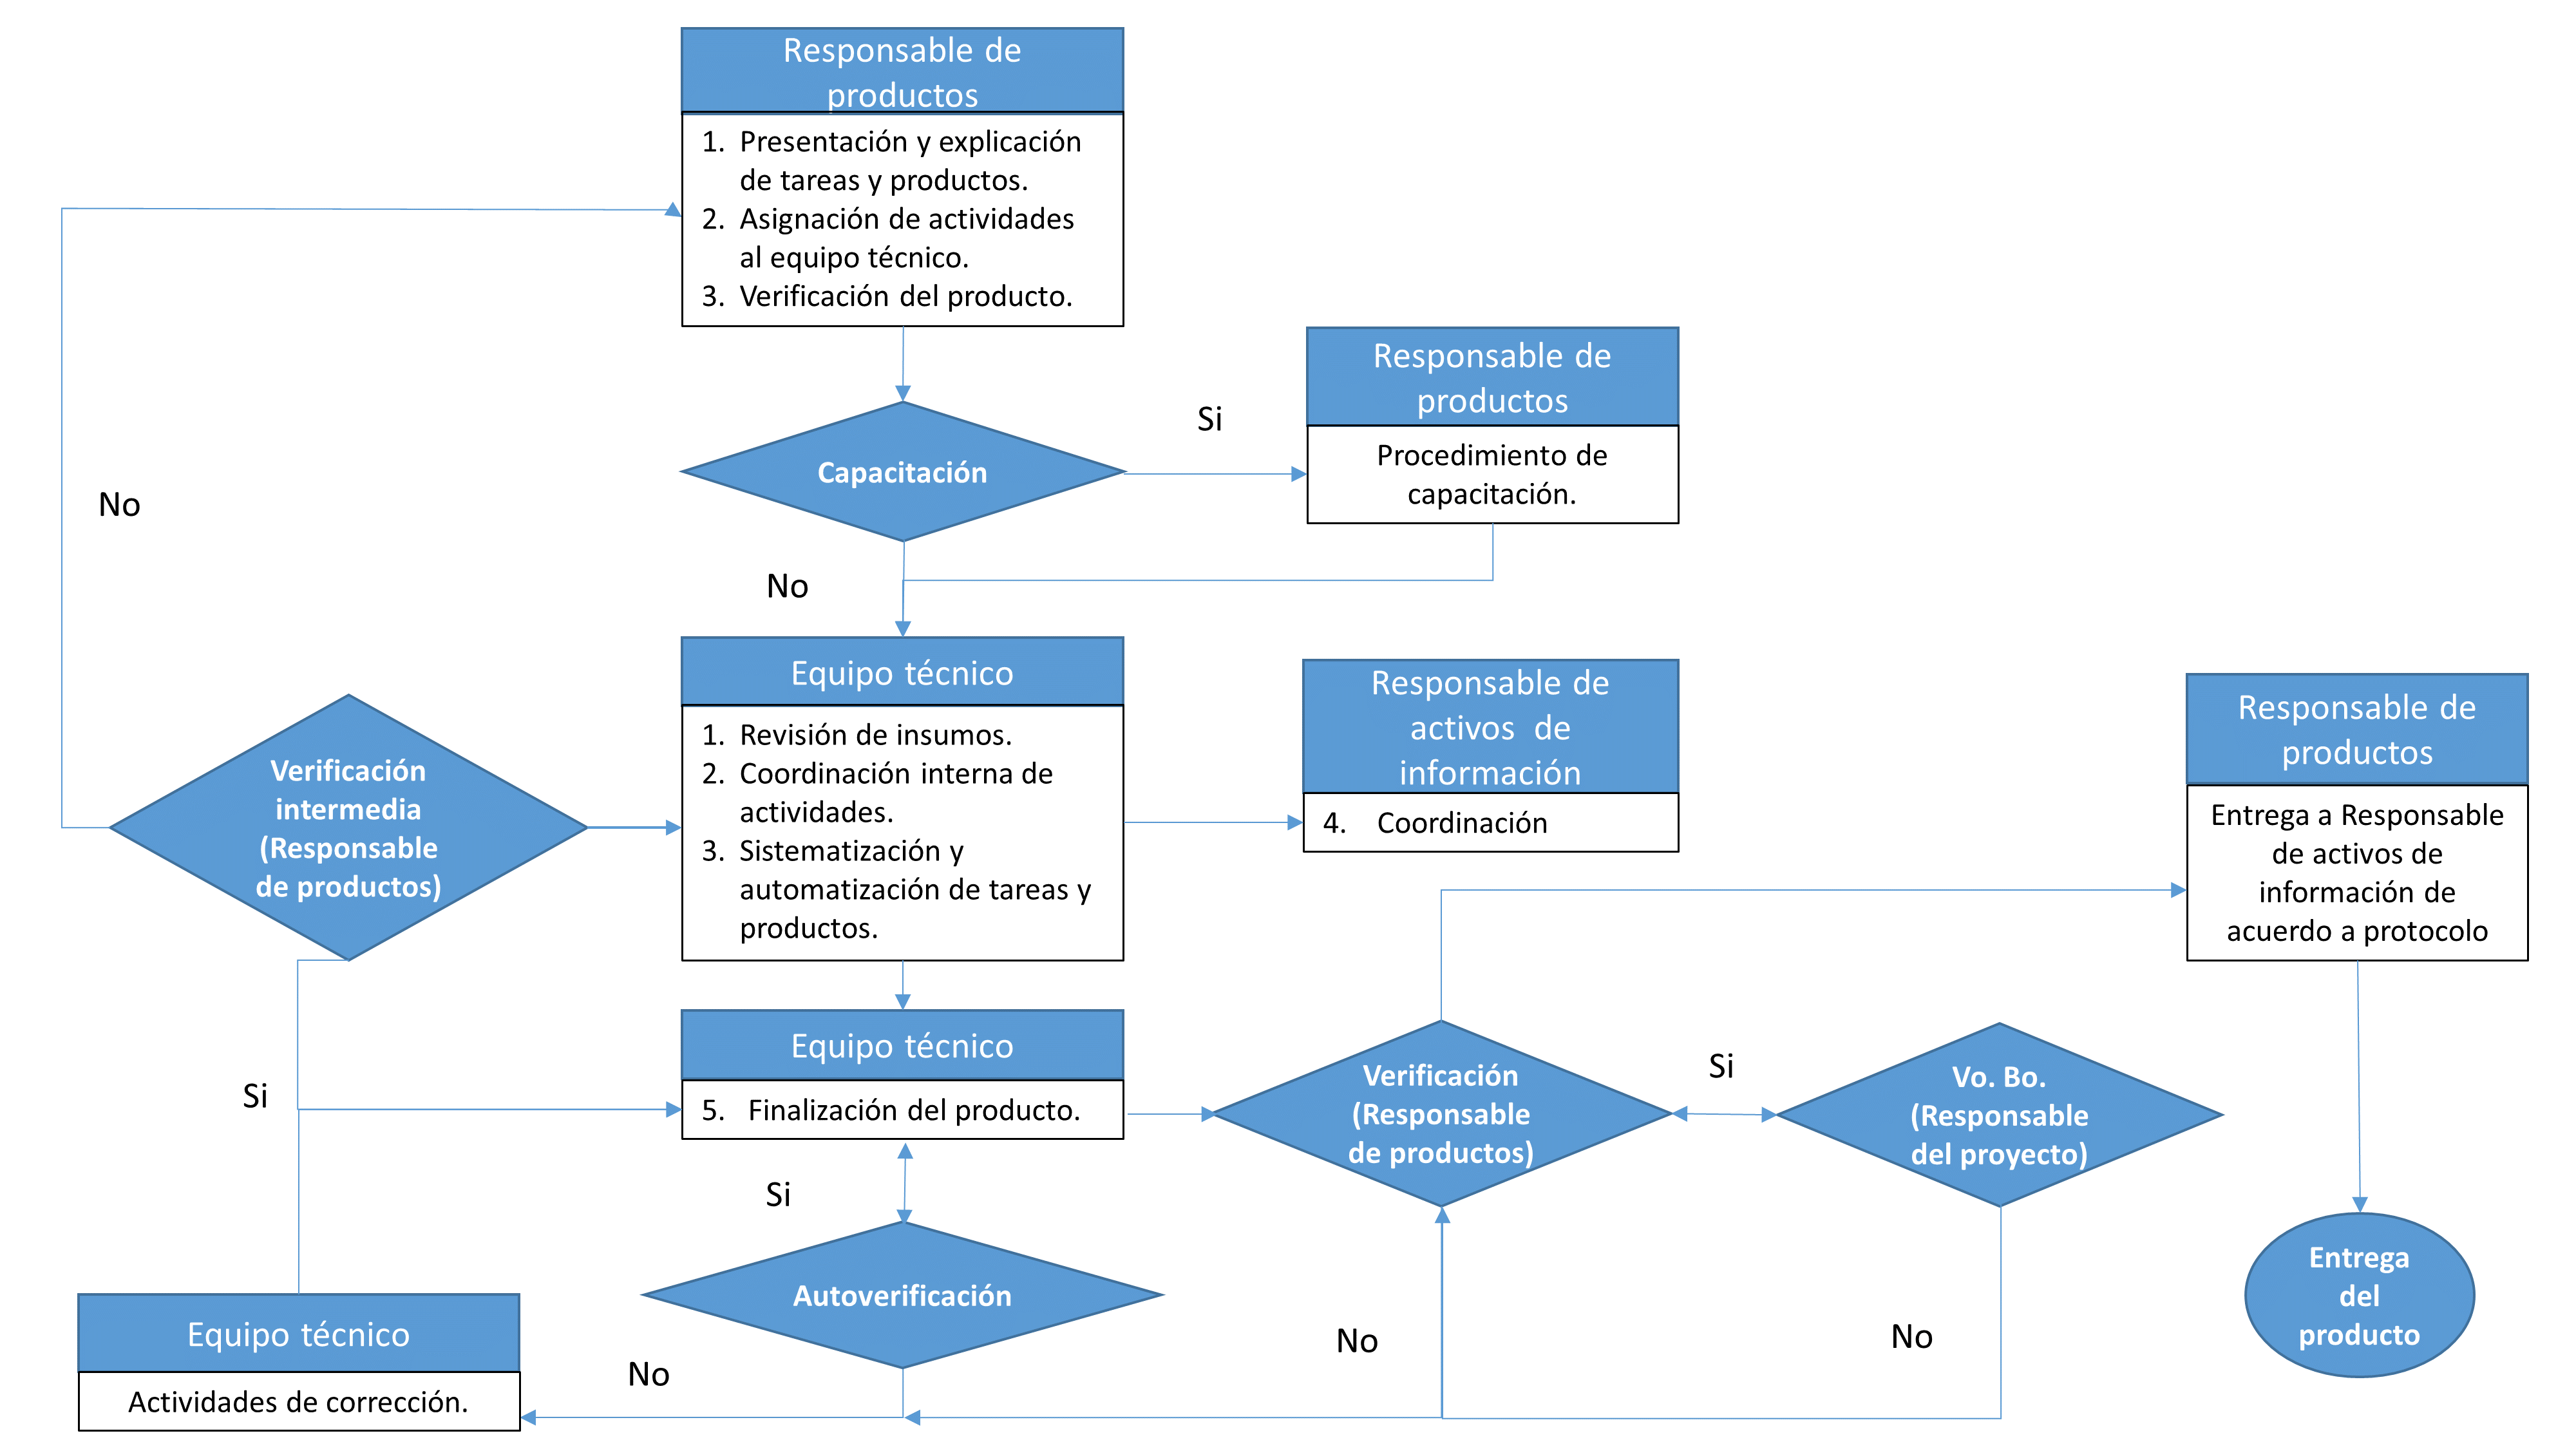 Responsable de
productos
1. Presentación y explicación
de tareas y productos.
2. Asignación de actividades
al equipo técnico.
3. Verificación del producto.
Responsable de
productos
Procedimiento de
capacitación.
Si
Capacitación
No
No
Equipo técnico
1. Revisión de insumos.
2. Coordinación interna de
actividades.
3. Sistematización y
automatización de tareas y
productos.
Responsable de
activos de
información
4. Coordinación
Responsable de
productos
Entrega a Responsable
de activos de
información de
acuerdo a protocolo
Verificación
intermedia
(Responsable
de productos)
Si
Equipo técnico
5. Finalización del producto.
Verificación
(Responsable
de productos)
Si
Vo. Bo.
(Responsable
del proyecto)
Si
Autoverificación
Entrega
del
producto
Equipo técnico
Actividades de corrección.
No
No
No